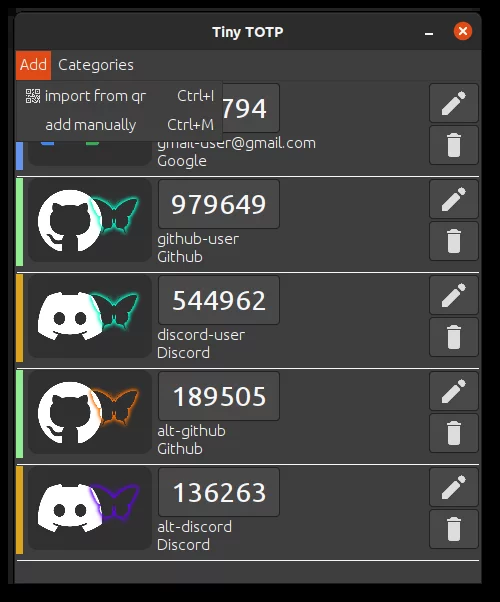 Tiny TOTP
Add Categories
import from qr Ctrl+I
add manually Ctrl+M
794
gmail-user@gmail.com
Google
979649
github-user
Github
544962
discord-user
Discord
189505
alt-github
Github
136263
alt-discord
Discord